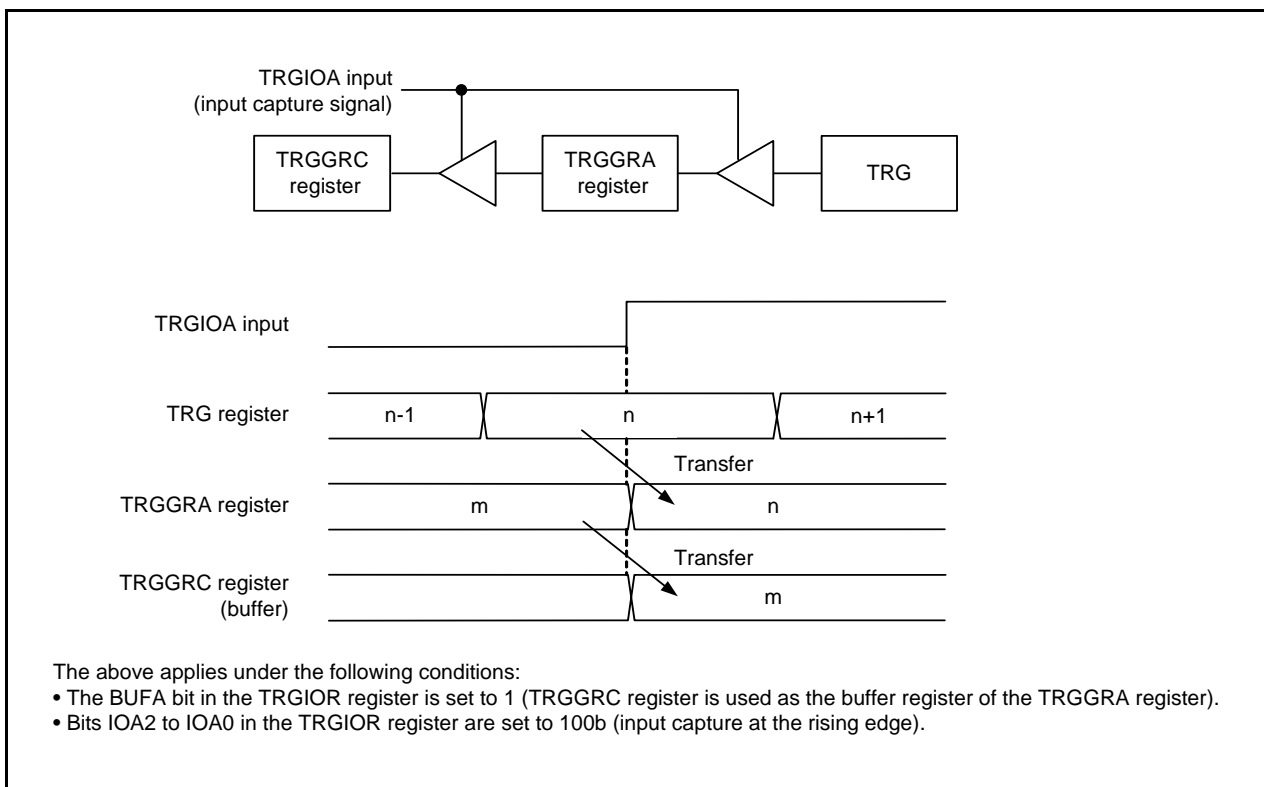 TRGIOA input
(input capture signal)
TRGGRC
register
TRGGRA
register
TRG
TRGIOA input
TRG register
n-1
n
n+1
Transfer
TRGGRA register
m
n
Transfer
TRGGRC register
(buffer)
m
The above applies under the following conditions:
• The BUFA bit in the TRGIOR register is set to 1 (TRGGRC register is used as the buffer register of the TRGGRA register).
• Bits IOA2 to IOA0 in the TRGIOR register are set to 100b (input capture at the rising edge).